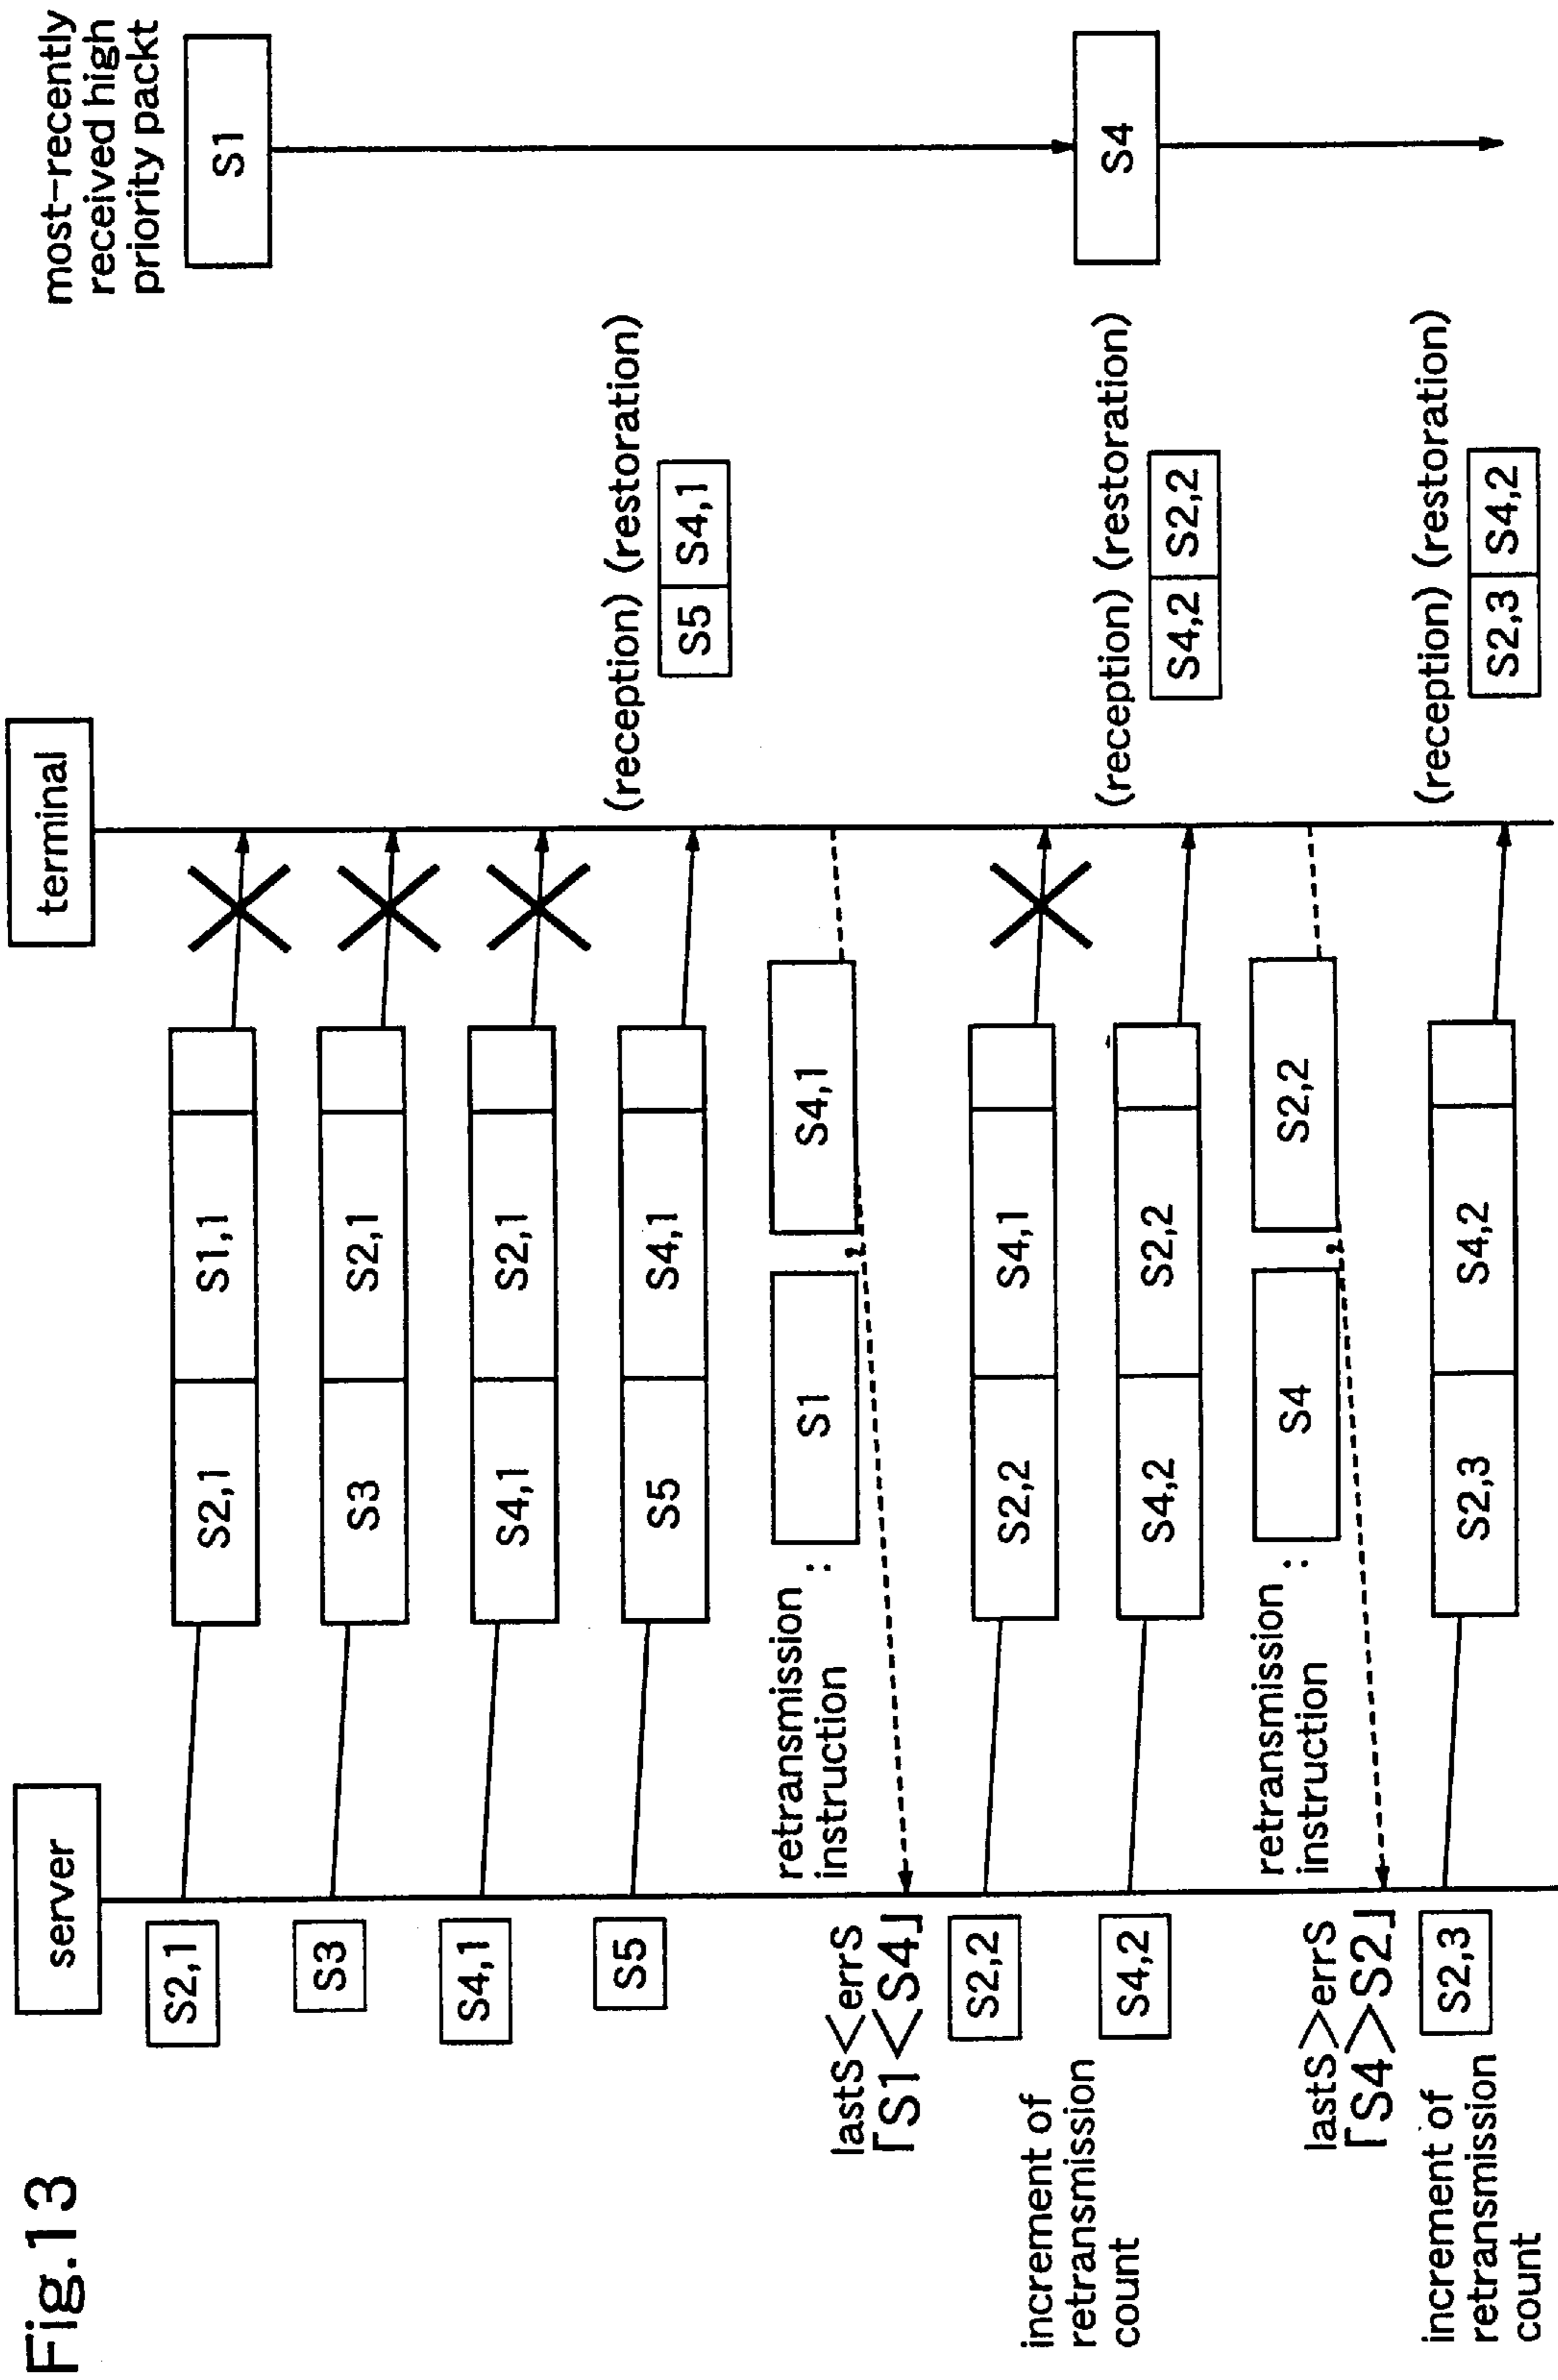 Fig.13
server
terminal
most-recently
received high
priority packt
S1
S2,1
S2,1
S1,1
S3
S3
S2,1
S4,1
S4,1
S2,1
(reception)
(restoration)
S5
S5
S4,1
S5
S4,1
retransmission
instruction
:
S1
,
S4,1
lastS<errS
「S1<S4」
S2,2
S2,2
S4,1
increment of
retransmission
count
S4,2
S4,2
S2,2
(reception)
(restoration)
S4,2
S2,2
S4
retransmission
instruction
:
S4
,
S2,2
lastS>errS
「S4>S2」
increment of
retransmission
count
S2,3
S2,3
S4,2
(reception)
(restoration)
S2,3
S4,2